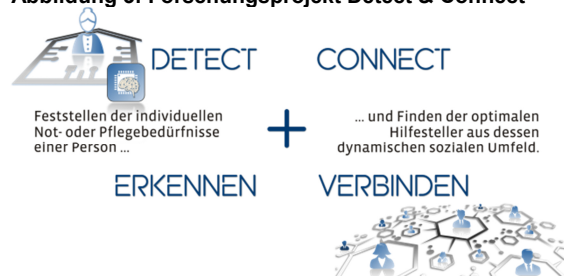 Abbildung 6: Forschungsprojekt Detect & Connect
DETECT
CONNECT
Feststellen der individuellen
Not- oder Pflegebedürfnisse
einer Person ...
+
... und Finden der optimalen
Hilfesteller aus dessen
dynamischen sozialen Umfeld.
ERKENNEN
VERBINDEN